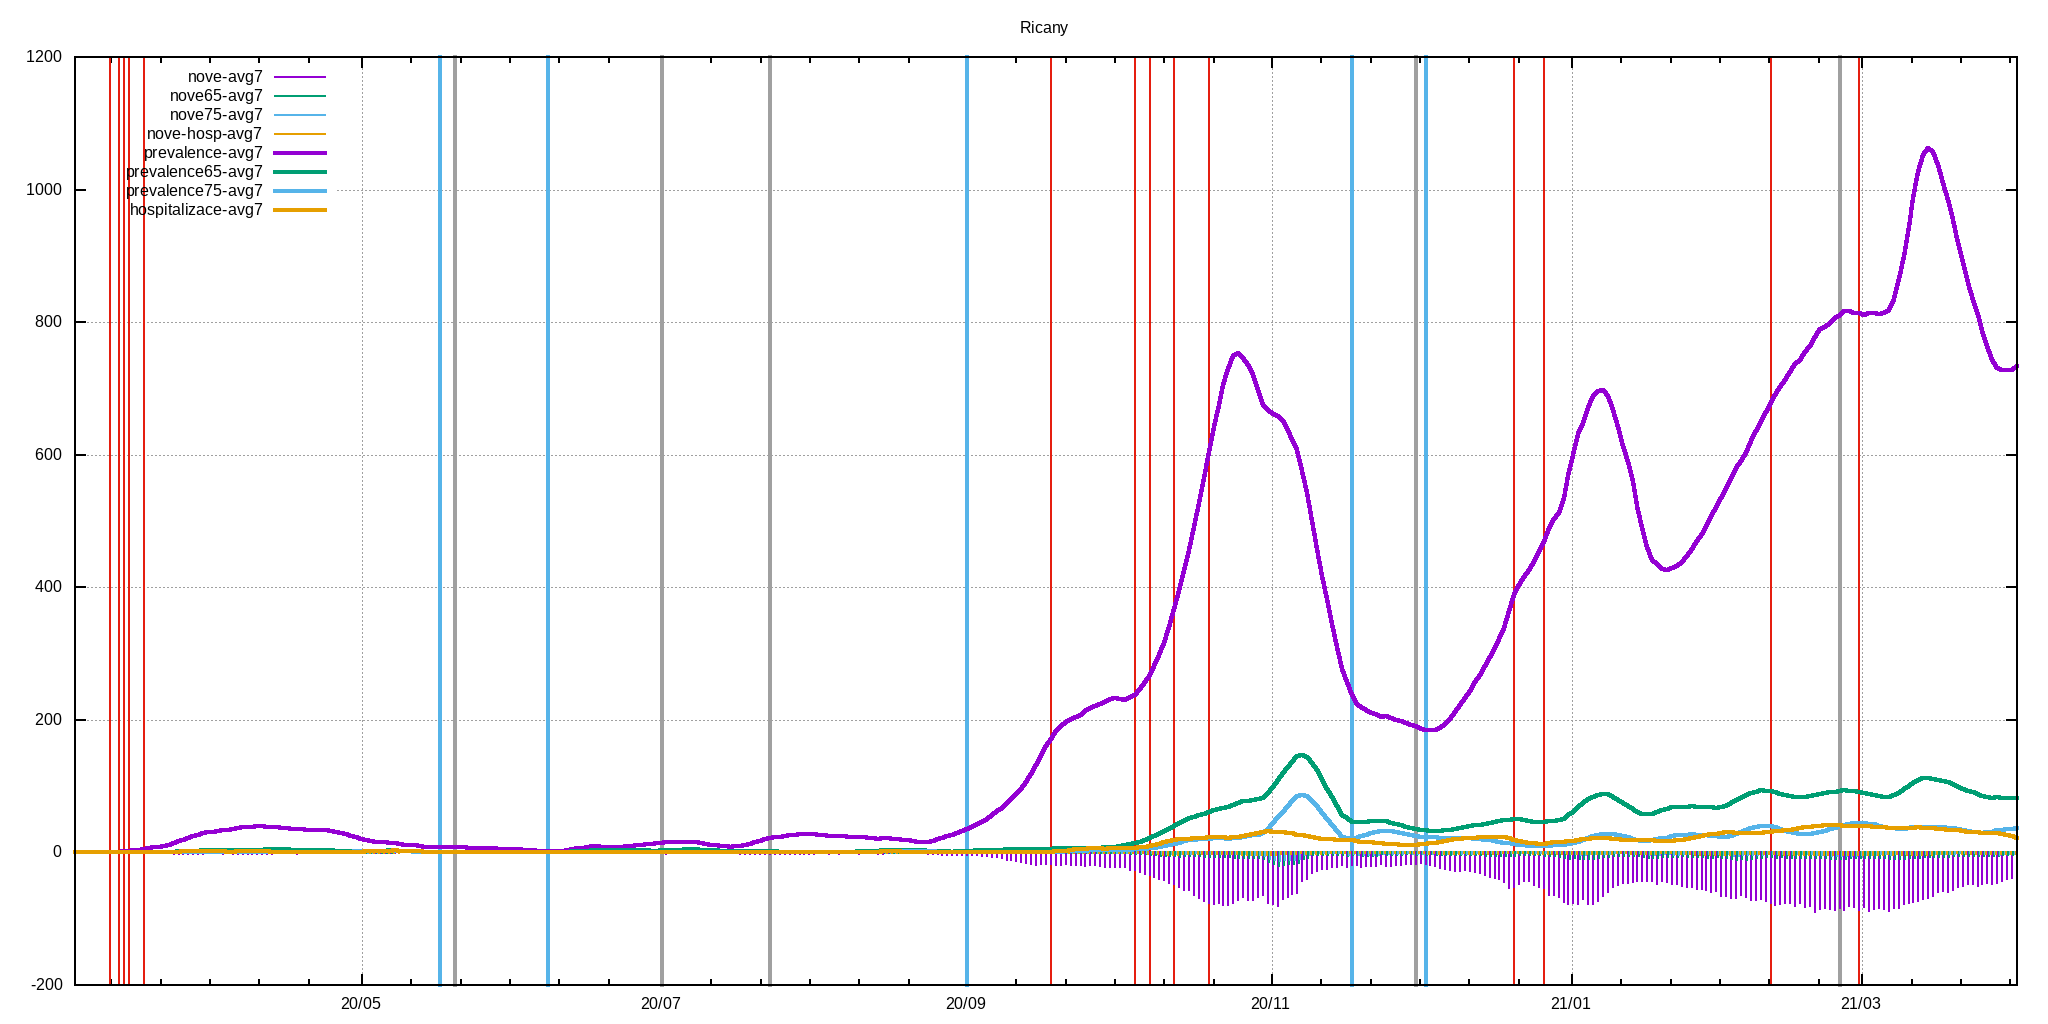 Ricany
1200
1000
800
600
400
200
0
-200
nove-avg7
nove65-avg7
nove75-avg7
nove-hosp-avg7
prevalence-avg7
prevalence65-avg7
prevalence75-avg7
hospitalizace-avg7
20/05 20/07 20/09 20/11 21/01 21/03